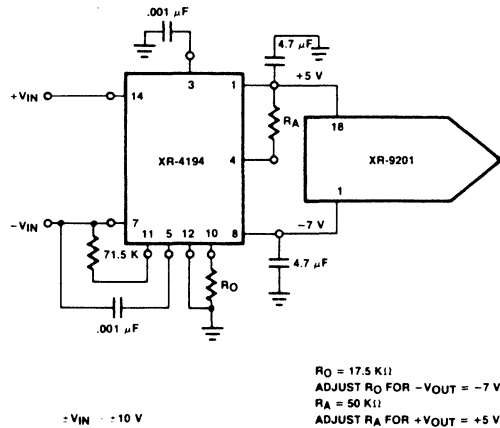 .001 µF
4.7 µF
3
+VIN
14
1
+5 V
RA
18
XR-4194
4
XR-9201
1
−VIN
7
8
−7 V
11
5
12
10
71.5 K
RO
4.7 µF
.001 µF
RO = 17.5 KΩ
ADJUST RO FOR −VOUT = −7 V
RA = 50 KΩ
±VIN ±10 V
ADJUST RA FOR +VOUT = +5 V